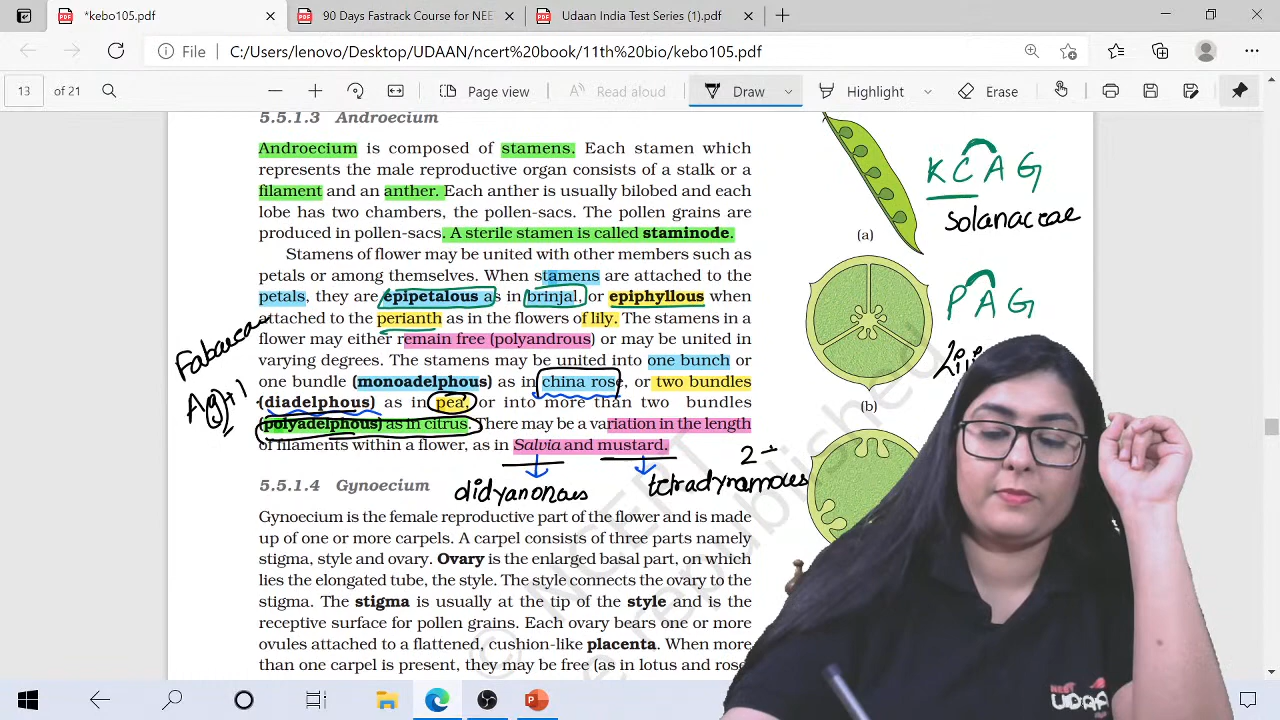 *kebo105.pdf
90 Days Fastrack Course for NEE
Udaan India Test Series (1).pdf
File
C:/Users/lenovo/Desktop/UDAAN/ncert%20book/11th%20bio/kebo105.pdf
13 of 21
Page view
Read aloud
Draw
Highlight
Erase
5.5.1.3 Androecium
Androecium is composed of stamens. Each stamen which
represents the male reproductive organ consists of a stalk or a
filament and an anther. Each anther is usually bilobed and each
lobe has two chambers, the pollen-sacs. The pollen grains are
produced in pollen-sacs. A sterile stamen is called staminode.
Stamens of flower may be united with other members such as
petals or among themselves. When stamens are attached to the
petals, they are epipetalous as in brinjal, or epiphyllous when
attached to the perianth as in the flowers of lily. The stamens in a
flower may either remain free (polyandrous) or may be united in
varying degrees. The stamens may be united into one bunch or
one bundle (monoadelphous) as in china rose, or two bundles
(diadelphous) as in pea, or into more than two bundles
(polyadelphous) as in citrus. There may be a variation in the length
of filaments within a flower, as in Salvia and mustard.
didyanonous
tetradynamous
5.5.1.4 Gynoecium
Gynoecium is the female reproductive part of the flower and is made
up of one or more carpels. A carpel consists of three parts namely
stigma, style and ovary. Ovary is the enlarged basal part, on which
lies the elongated tube, the style. The style connects the ovary to the
stigma. The stigma is usually at the tip of the style and is the
receptive surface for pollen grains. Each ovary bears one or more
ovules attached to a flattened, cushion-like placenta. When more
than one carpel is present, they may be free (as in lotus and rose
K C A G
Solanaceae
(a)
P A G
(b)
© NCERT
republished
NEET
UDAAN